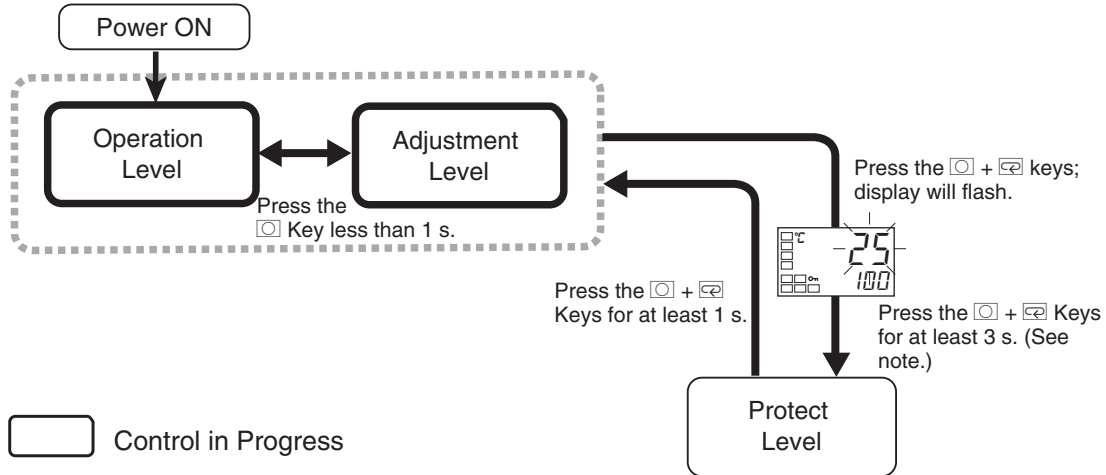 Power ON
Operation
Level
Adjustment
Level
Press the
Key less than 1 s.
Press the + keys;
display will flash.
°C
25
100
Press the + Keys
for at least 1 s.
Press the + Keys
for at least 3 s. (See
note.)
Protect
Level
Control in Progress